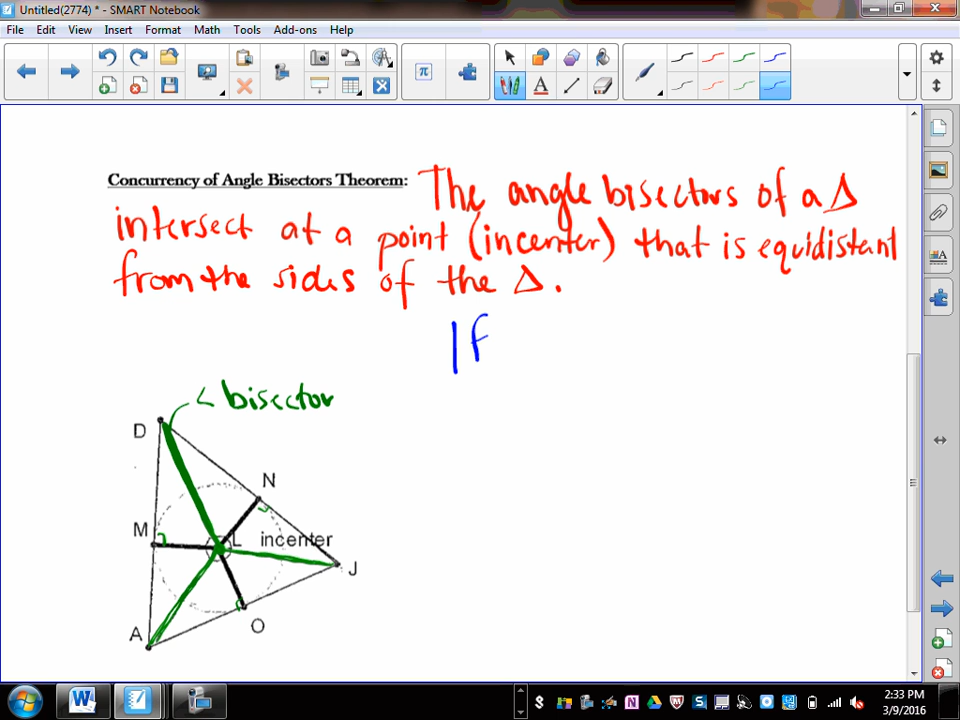 Untitled(2774) * - SMART Notebook
File Edit View Insert Format Math Tools Add-ons Help
Concurrency of Angle Bisectors Theorem: The angle bisectors of a Δ
intersect at a point (incenter) that is equidistant
from the sides of the Δ.
If
< bisector
D
N
M
L incenter
J
O
A
2:33 PM
3/9/2016